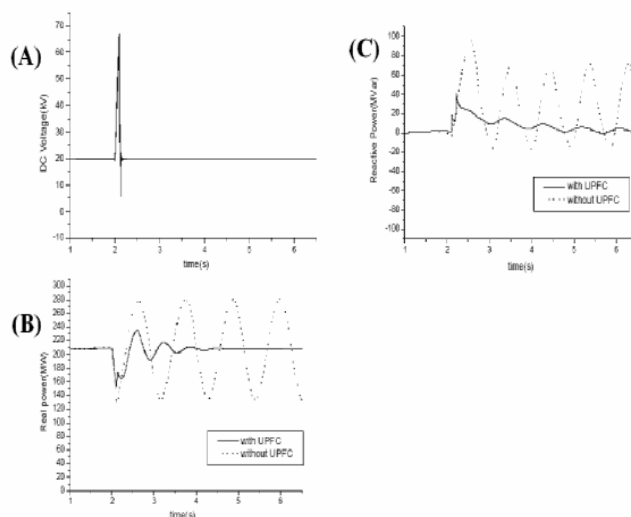 (A)
DC Voltage(kV)
70
60
50
40
30
20
10
0
-10
1 2 3 4 5 6
time(s)
(B)
Real power(MW)
320
300
280
260
240
220
200
180
160
140
120
100
80
60
40
20
0
with UPFC
without UPFC
1 2 3 4 5 6
time(s)
(C)
Reactive Power(MVar)
100
80
60
40
20
0
-20
-40
-60
-80
-100
with UPFC
without UPFC
1 2 3 4 5 6
time(s)